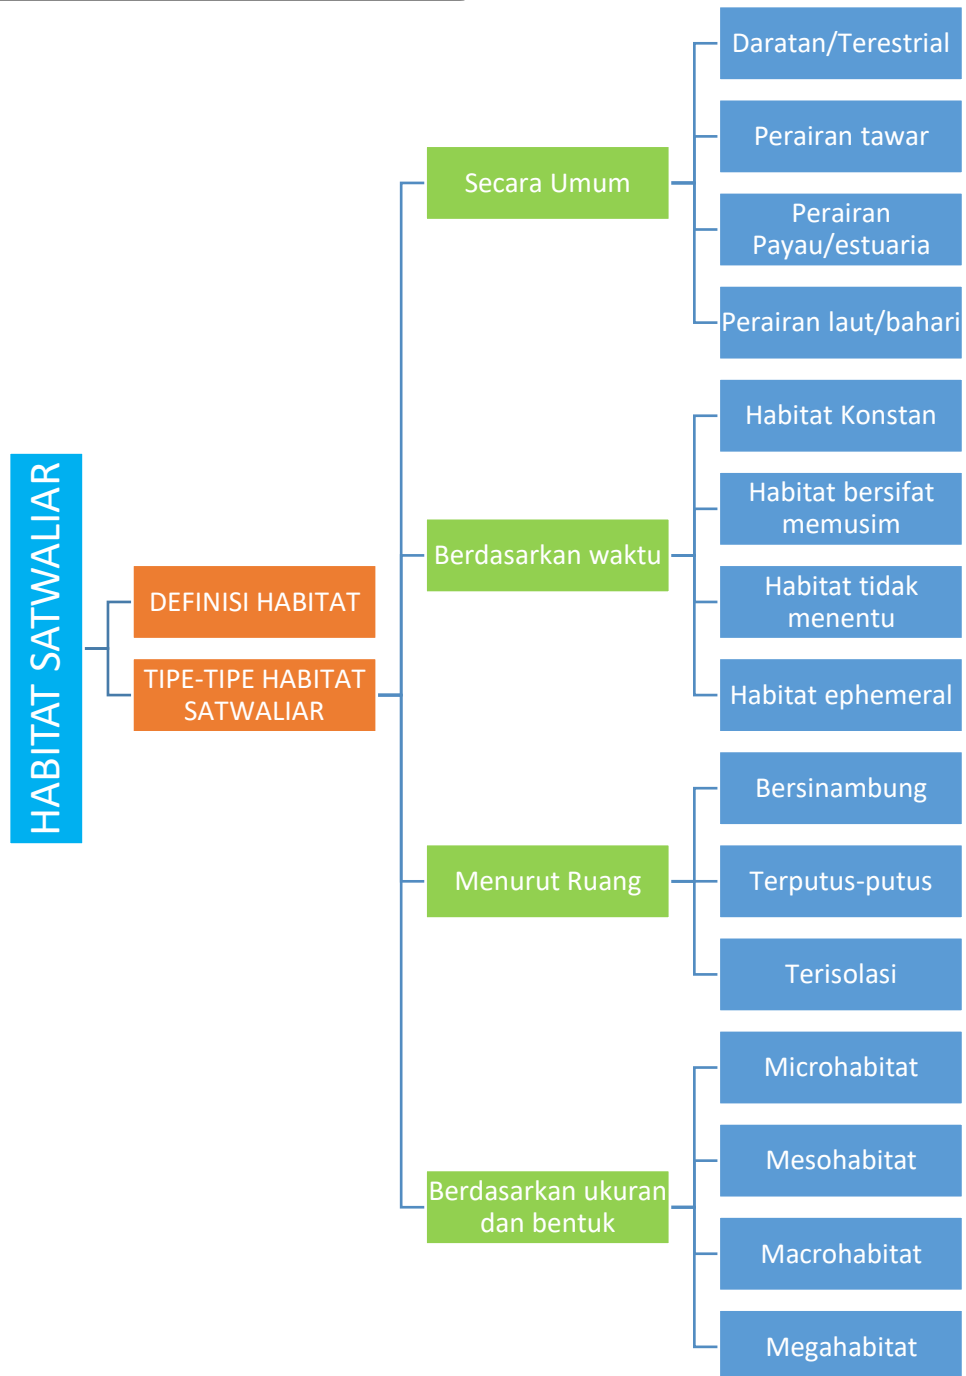 HABITAT SATWALIAR
DEFINISI HABITAT
TIPE-TIPE HABITAT
SATWALIAR
Secara Umum
Daratan/Terestrial
Perairan tawar
Perairan
Payau/estuaria
Perairan laut/bahari
Berdasarkan waktu
Habitat Konstan
Habitat bersifat
memusim
Habitat tidak
menentu
Habitat ephemeral
Menurut Ruang
Bersinambung
Terputus-putus
Terisolasi
Berdasarkan ukuran
dan bentuk
Microhabitat
Mesohabitat
Macrohabitat
Megahabitat